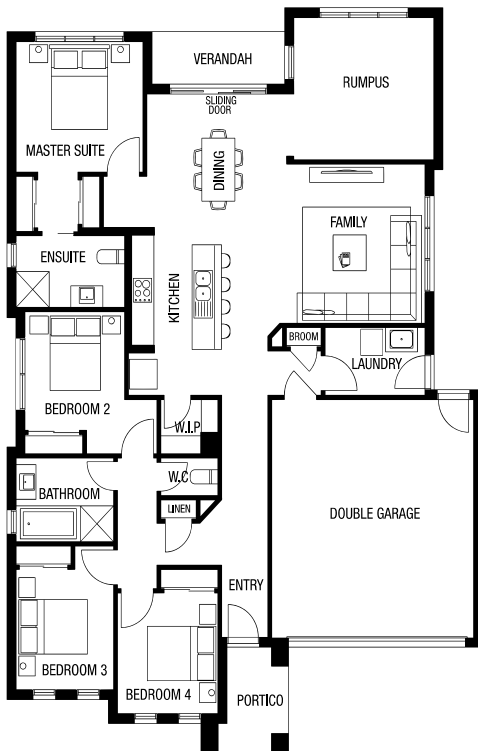 VERANDAH
RUMPUS
SLIDING
DOOR
MASTER SUITE
DINING
FAMILY
ENSUITE
KITCHEN
BROOM
LAUNDRY
BEDROOM 2
W.I.P
W.C
BATHROOM
LINEN
DOUBLE GARAGE
ENTRY
BEDROOM 3
BEDROOM 4
PORTICO